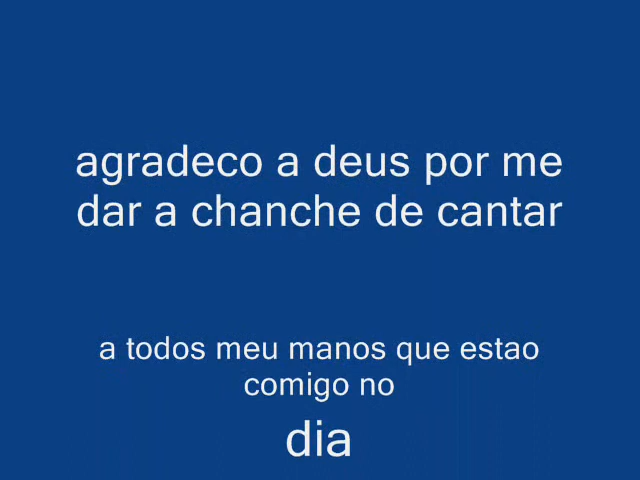 agradeco a deus por me
dar a chanche de cantar
a todos meu manos que estao
comigo no
dia